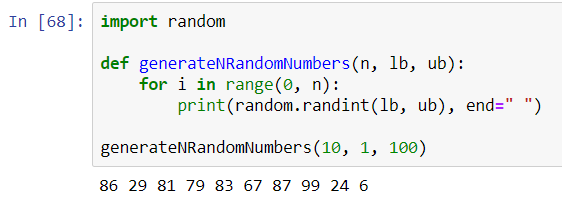 In [68]: import random
def generateNRandomNumbers(n, lb, ub):
    for i in range(0, n):
        print(random.randint(lb, ub), end=" ")
generateNRandomNumbers(10, 1, 100)
86 29 81 79 83 67 87 99 24 6